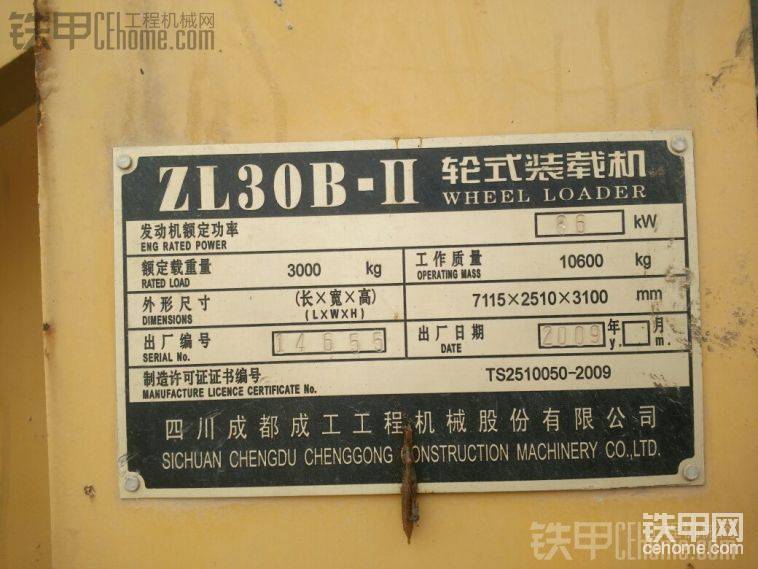 铁甲 工程机械网
CEhome.com
ZL30B-II 轮式装载机
WHEEL LOADER
发动机额定功率 86 kW
ENG RATED POWER
额定载重量 3000 kg 工作质量 10600 kg
RATED LOAD OPERATING MASS
外形尺寸 (长×宽×高) 7115×2510×3100 mm
DIMENSIONS (L×W×H)
出厂编号 14655 出厂日期 2009 年 月
SERIAL No. DATE y. m.
制造许可证证书编号 TS2510050-2009
MANUFACTURE LICENCE CERTIFICATE No.
四川成都成工工程机械股份有限公司
SICHUAN CHENGDU CHENGGONG CONSTRUCTION MACHINERY CO.,LTD.
铁甲
CEhome.com
铁甲网
cehome.com